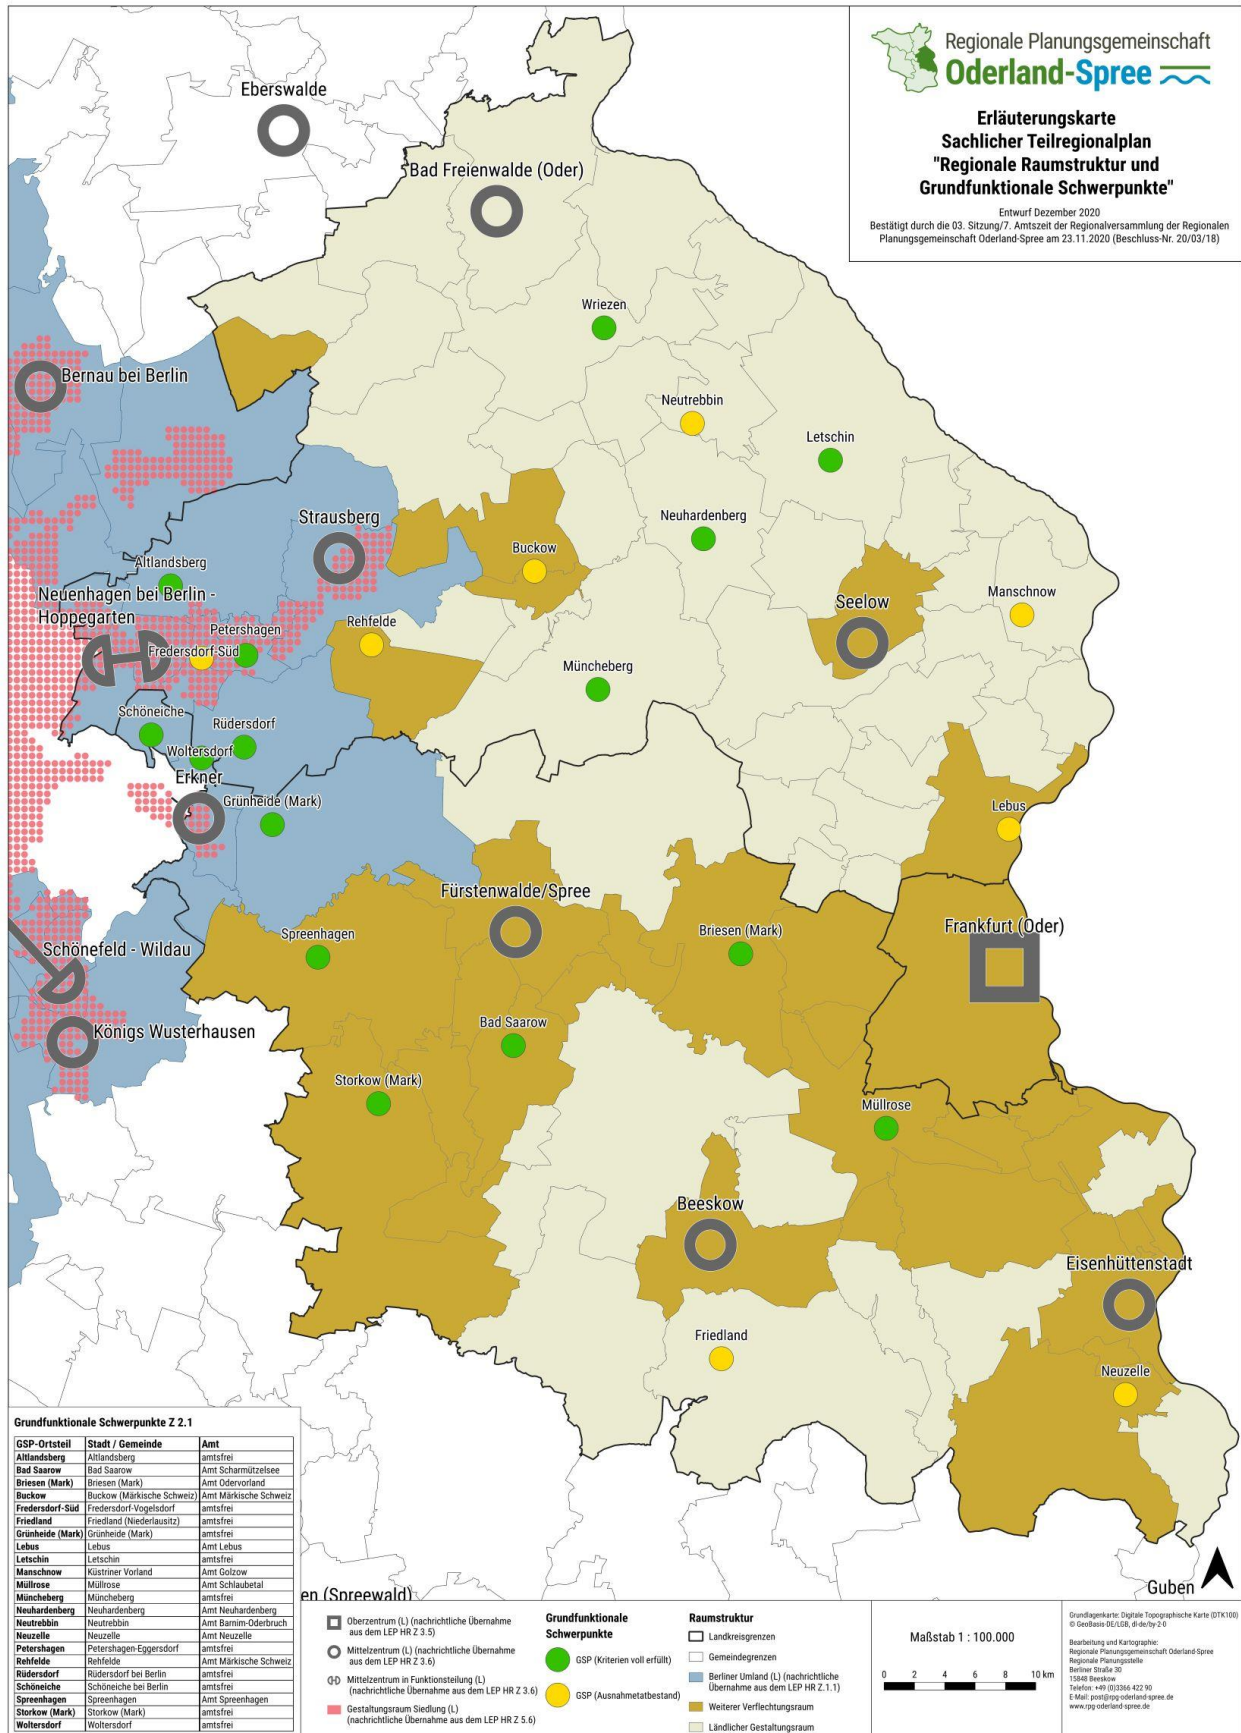 Regionale Planungsgemeinschaft
Oderland-Spree
Erläuterungskarte
Sachlicher Teilregionalplan
"Regionale Raumstruktur und
Grundfunktionale Schwerpunkte"
Entwurf Dezember 2020
Bestätigt durch die 03. Sitzung/7. Amtszeit der Regionalversammlung der Regionalen
Planungsgemeinschaft Oderland-Spree am 23.11.2020 (Beschluss-Nr. 20/03/18)
Eberswalde
Bad Freienwalde (Oder)
Wriezen
Bernau bei Berlin
Neutrebbin
Letschin
Strausberg
Neuhardenberg
Buckow
Altlandsberg
Neuenhagen bei Berlin -
Hoppegarten
Seelow
Manschnow
Petershagen
Rehfelde
Fredersdorf-Süd
Müncheberg
Schöneiche
Rüdersdorf
Woltersdorf
Erkner
Grünheide (Mark)
Lebus
Fürstenwalde/Spree
Spreenhagen
Briesen (Mark)
Frankfurt (Oder)
Schönefeld - Wildau
Bad Saarow
Königs Wusterhausen
Storkow (Mark)
Müllrose
Beeskow
Eisenhüttenstadt
Friedland
Neuzelle
en (Spreewald)
Guben
Grundfunktionale Schwerpunkte Z 2.1
GSP-Ortsteil Stadt / Gemeinde Amt
Altlandsberg Altlandsberg amtsfrei
Bad Saarow Bad Saarow Amt Scharmützelsee
Briesen (Mark) Briesen (Mark) Amt Odervorland
Buckow Buckow (Märkische Schweiz) Amt Märkische Schweiz
Fredersdorf-Süd Fredersdorf-Vogelsdorf amtsfrei
Friedland Friedland (Niederlausitz) amtsfrei
Grünheide (Mark) Grünheide (Mark) amtsfrei
Lebus Lebus Amt Lebus
Letschin Letschin amtsfrei
Manschnow Küstriner Vorland Amt Golzow
Müllrose Müllrose Amt Schlaubetal
Müncheberg Müncheberg amtsfrei
Neuhardenberg Neuhardenberg Amt Neuhardenberg
Neutrebbin Neutrebbin Amt Barnim-Oderbruch
Neuzelle Neuzelle Amt Neuzelle
Petershagen Petershagen-Eggersdorf amtsfrei
Rehfelde Rehfelde Amt Märkische Schweiz
Rüdersdorf Rüdersdorf bei Berlin amtsfrei
Schöneiche Schöneiche bei Berlin amtsfrei
Spreenhagen Spreenhagen Amt Spreenhagen
Storkow (Mark) Storkow (Mark) amtsfrei
Woltersdorf Woltersdorf amtsfrei
Oberzentrum (L) (nachrichtliche Übernahme
aus dem LEP HR Z 3.5)
Mittelzentrum (L) (nachrichtliche Übernahme
aus dem LEP HR Z 3.6)
Mittelzentrum in Funktionsteilung (L)
(nachrichtliche Übernahme aus dem LEP HR Z 3.6)
Gestaltungsraum Siedlung (L)
(nachrichtliche Übernahme aus dem LEP HR Z 5.6)
Grundfunktionale
Schwerpunkte
GSP (Kriterien voll erfüllt)
GSP (Ausnahmetatbestand)
Raumstruktur
Landkreisgrenzen
Gemeindegrenzen
Berliner Umland (L) (nachrichtliche
Übernahme aus dem LEP HR Z.1.1)
Weiterer Verflechtungsraum
Ländlicher Gestaltungsraum
Maßstab 1 : 100.000
0 2 4 6 8 10 km
Grundlagenkarte: Digitale Topographische Karte (DTK100)
© GeoBasis-DE/LGB, dl-de/by-2-0
Bearbeitung und Kartographie:
Regionale Planungsgemeinschaft Oderland-Spree
Regionale Planungsstelle
Berliner Straße 30
15848 Beeskow
Telefon: +49 (0)3366 422 90
E-Mail: post@rpg-oderland-spree.de
www.rpg-oderland-spree.de